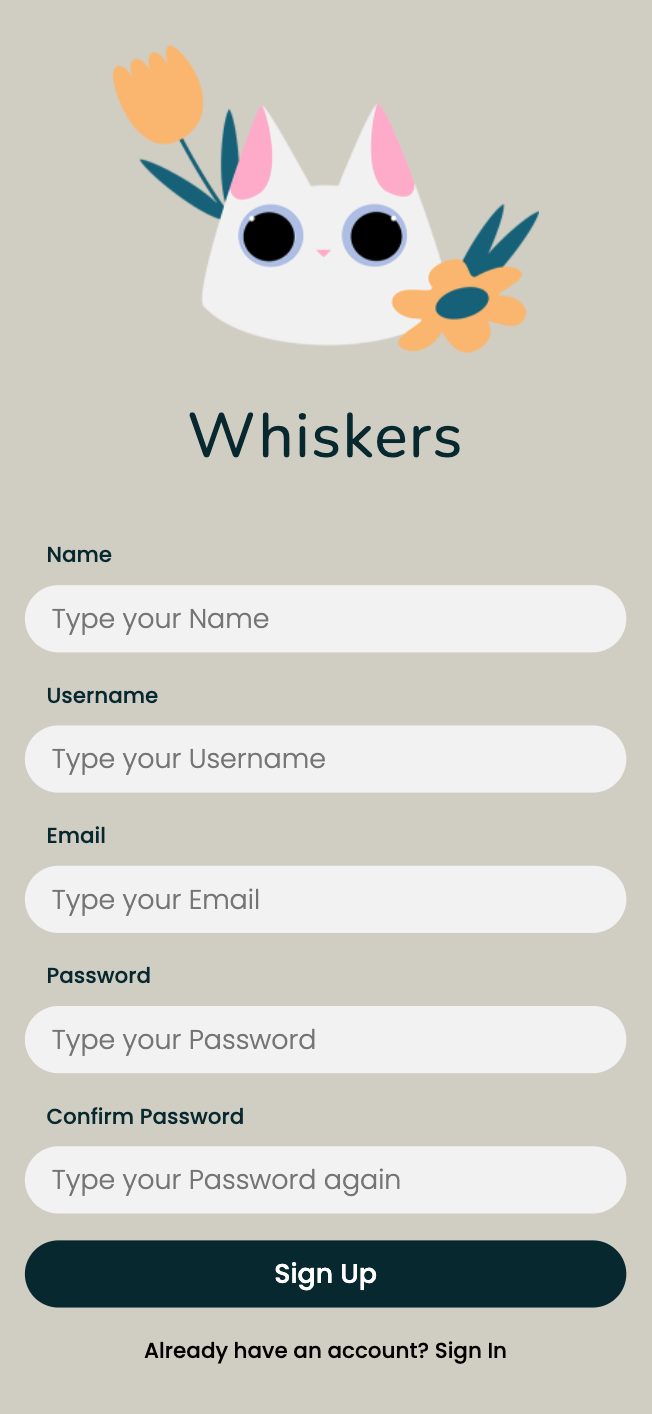 Whiskers
Name
Type your Name
Username
Type your Username
Email
Type your Email
Password
Type your Password
Confirm Password
Type your Password again
Sign Up
Already have an account? Sign In